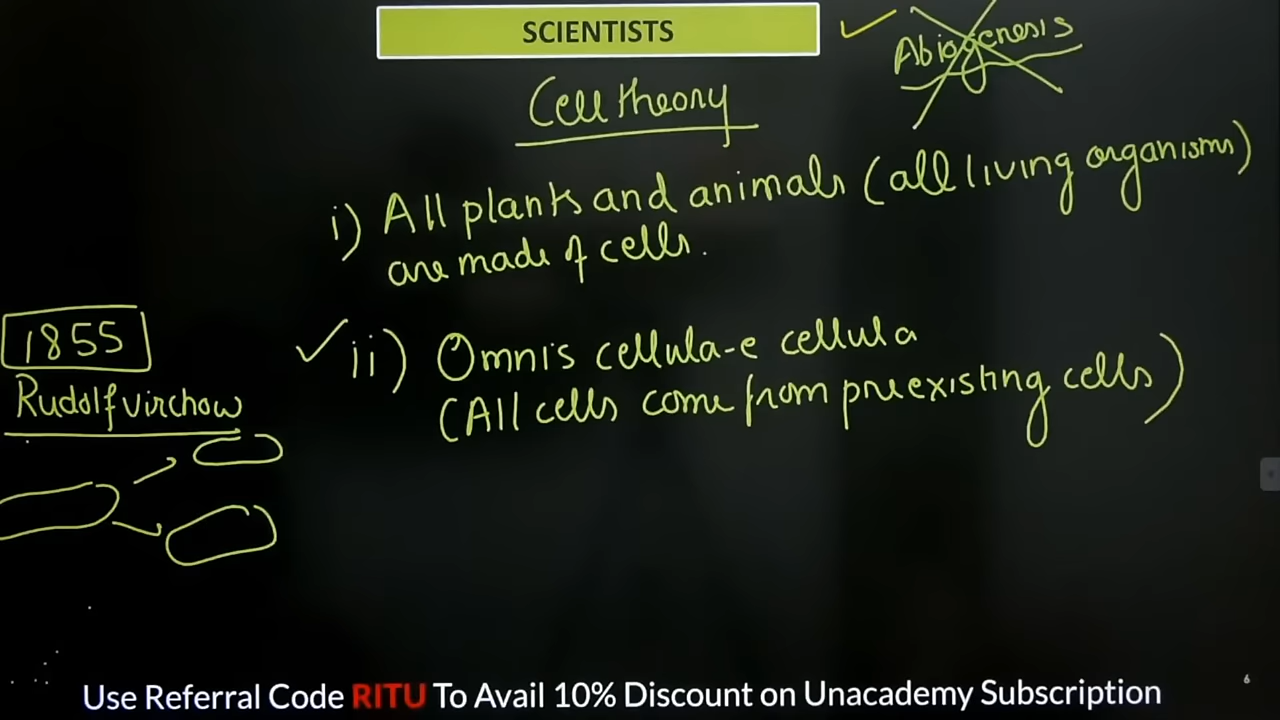 SCIENTISTS
Abiogenesis
Cell theory
i) All plants and animals (all living organisms)
are made of cells.
1855
Rudolf virchow
ii) Omnis cellula-e cellula
(All cells come from preexisting cells)
6
Use Referral Code RITU To Avail 10% Discount on Unacademy Subscription